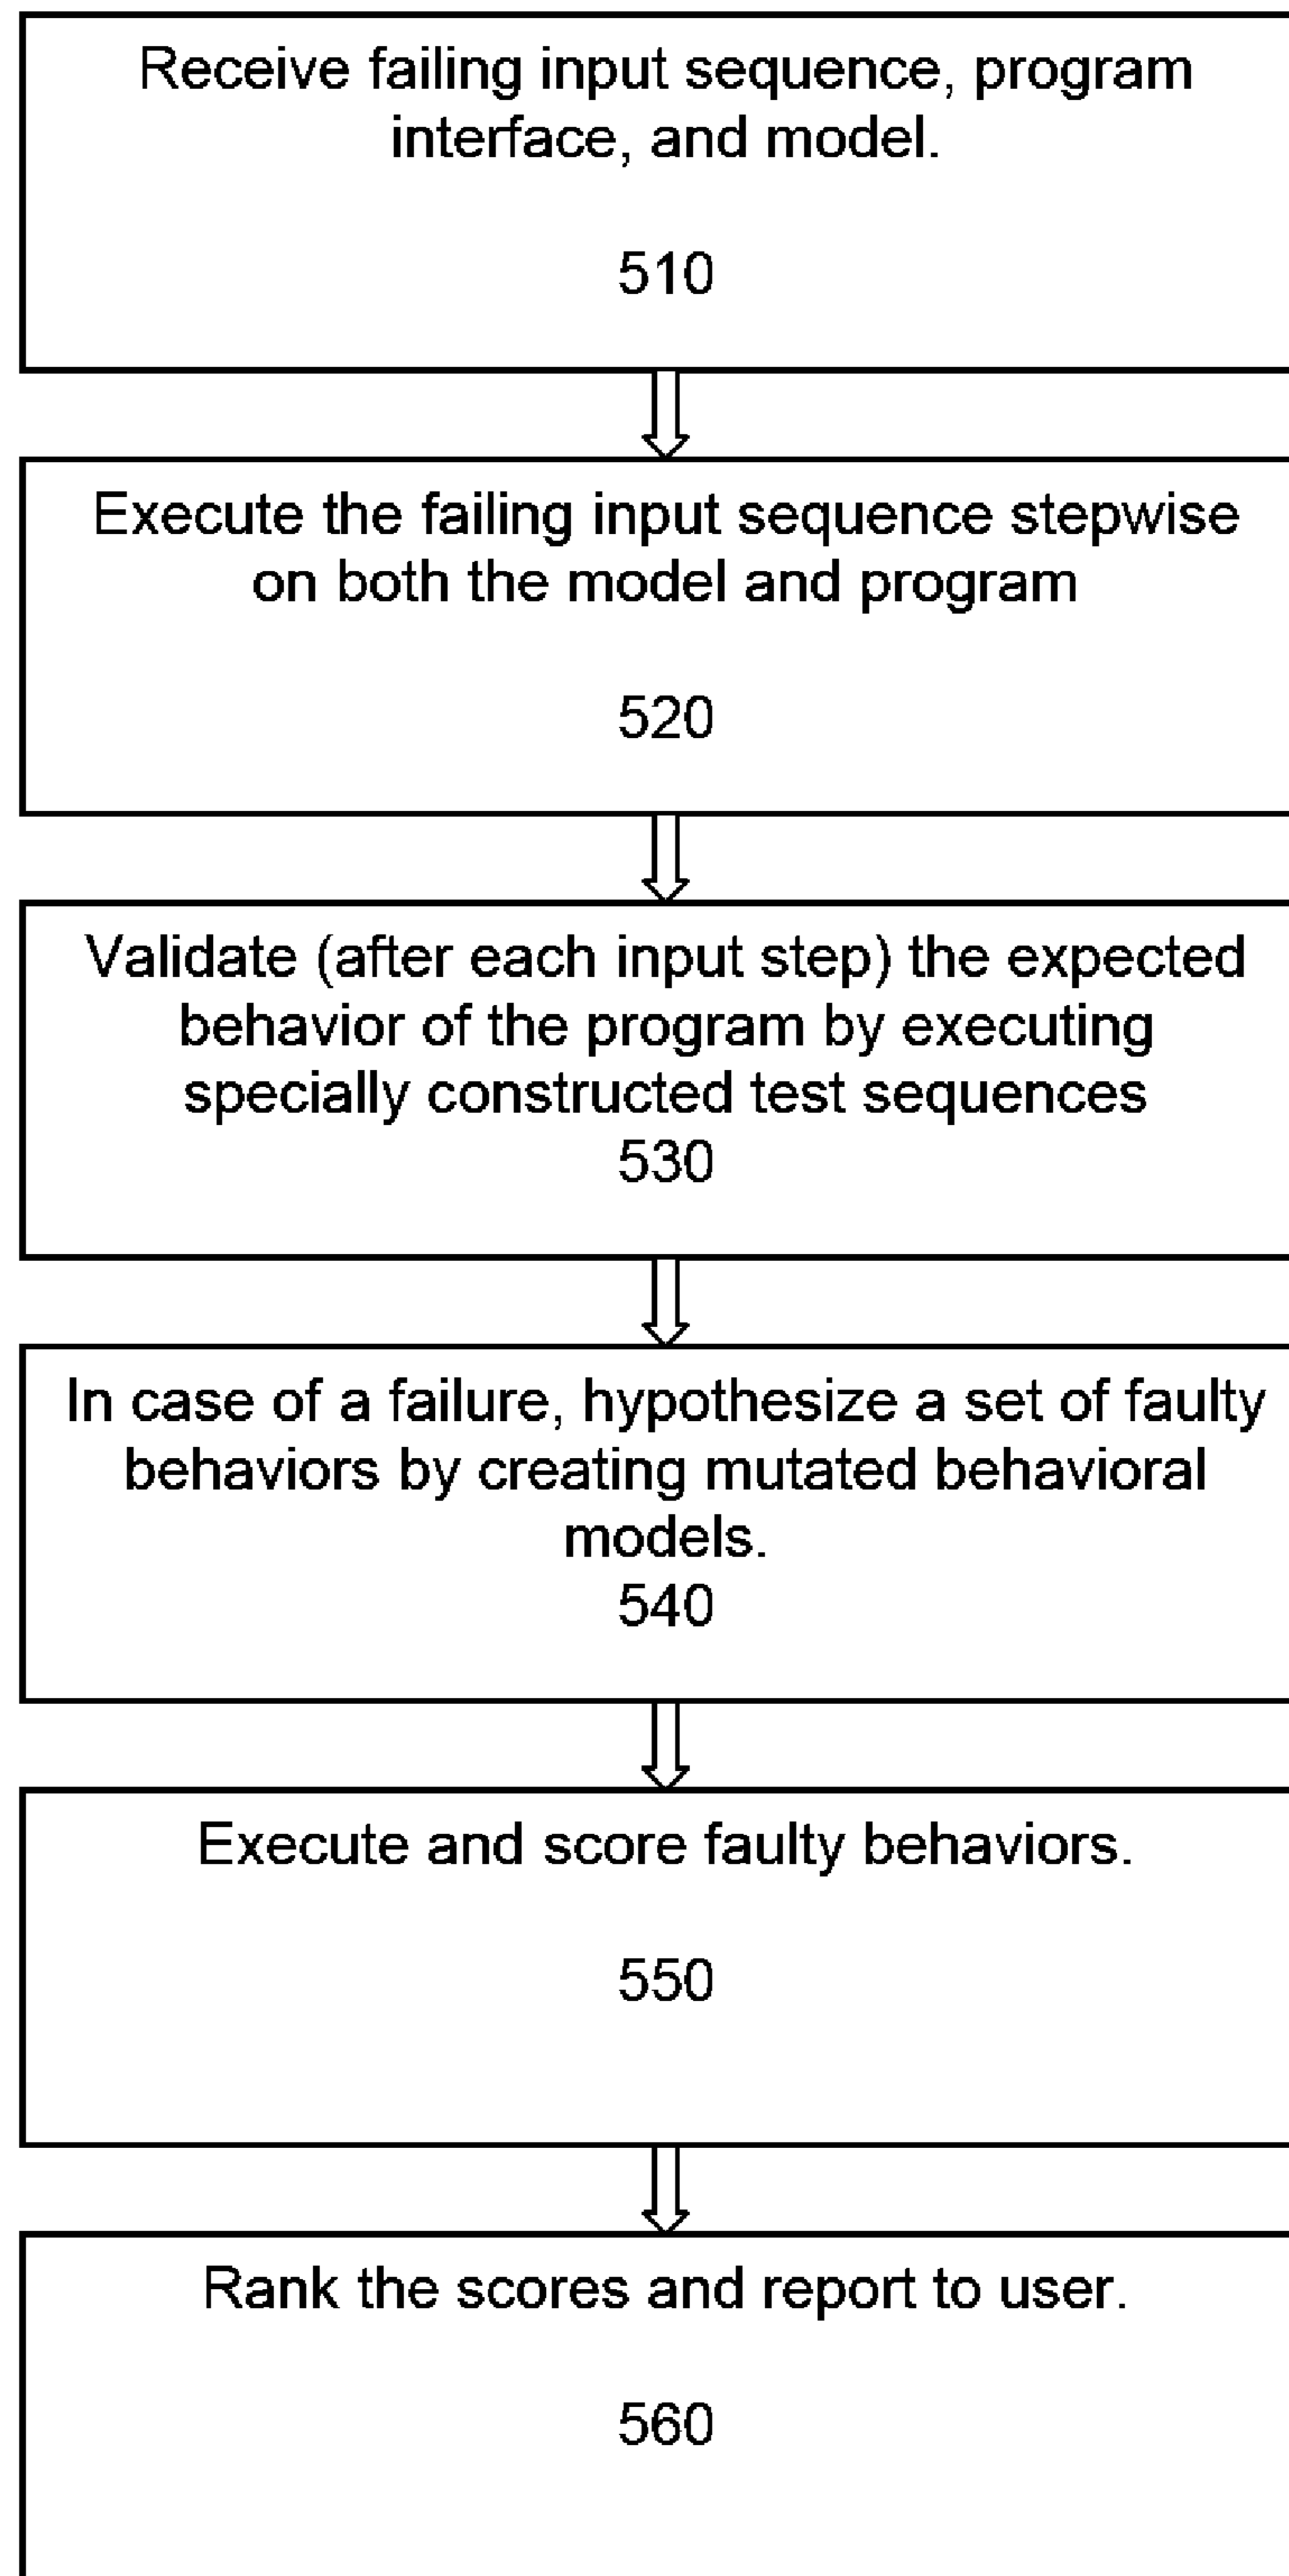 Receive failing input sequence, program
interface, and model.
510
Execute the failing input sequence stepwise
on both the model and program
520
Validate (after each input step) the expected
behavior of the program by executing
specially constructed test sequences
530
In case of a failure, hypothesize a set of faulty
behaviors by creating mutated behavioral
models.
540
Execute and score faulty behaviors.
550
Rank the scores and report to user.
560